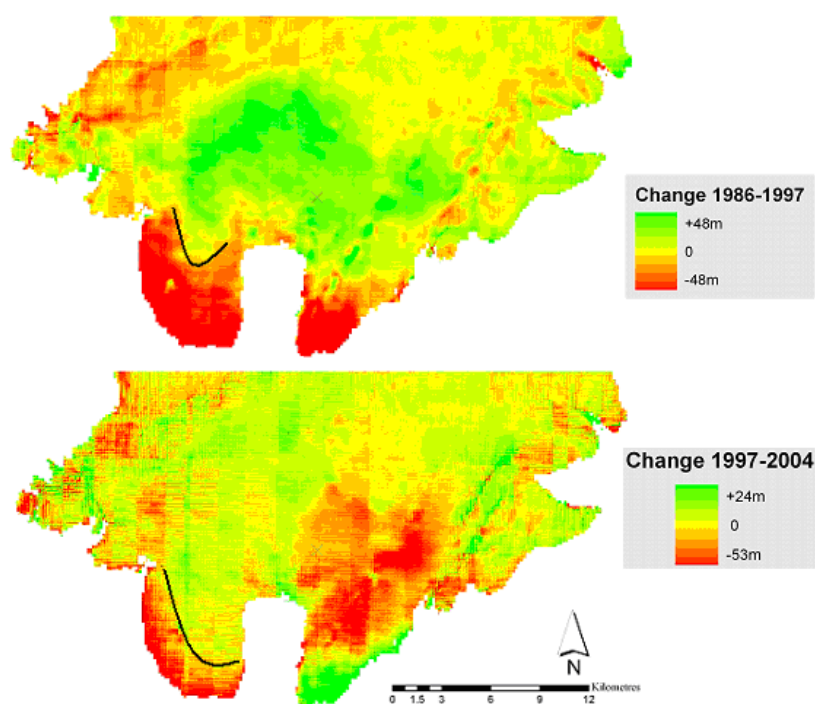 Change 1986-1997
+48m
0
-48m
Change 1997-2004
+24m
0
-53m
N
Kilometres
0 1.5 3 6 9 12